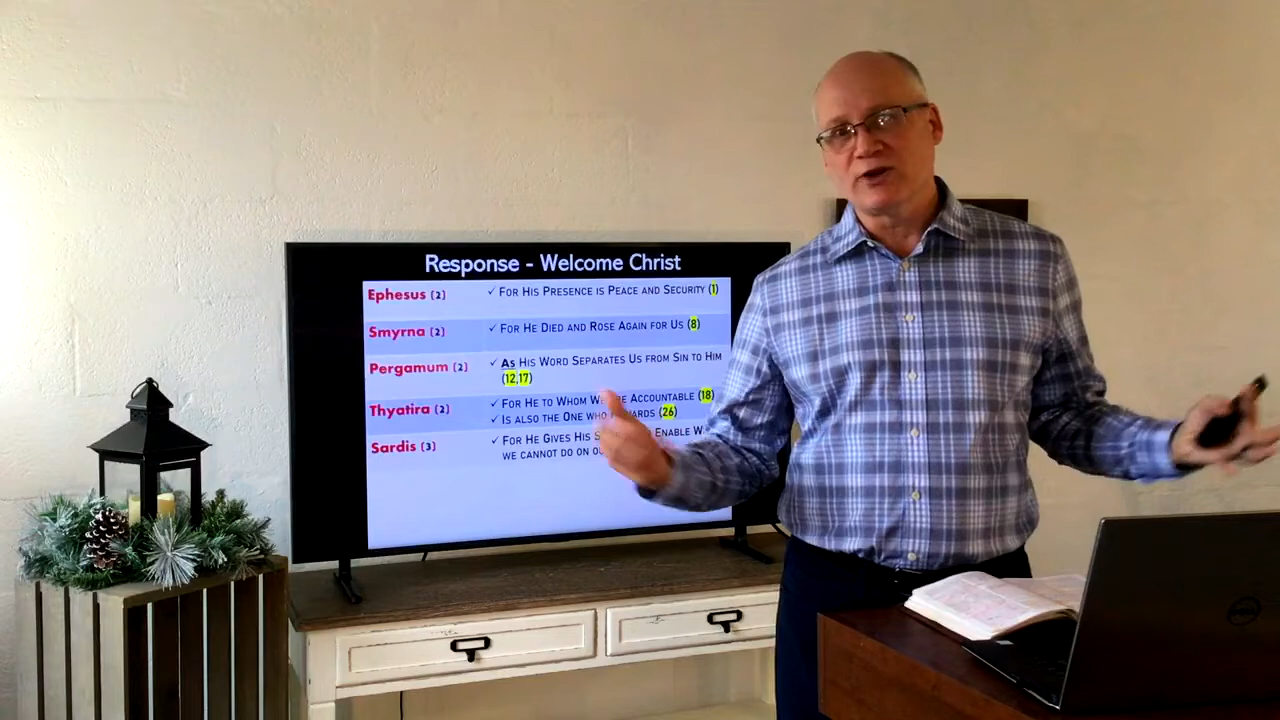 Response - Welcome Christ
Ephesus (2)
✓ For His Presence is Peace and Security (1)
Smyrna (2)
✓ For He Died and Rose Again for Us (8)
Pergamum (2)
✓ As His Word Separates Us from Sin to Him
(12,17)
Thyatira (2)
✓ For He to Whom We Accountable (18)
✓ Is also the One who (26)
Sardis (3)
✓ For He Gives His Enable
we cannot do on
DELL